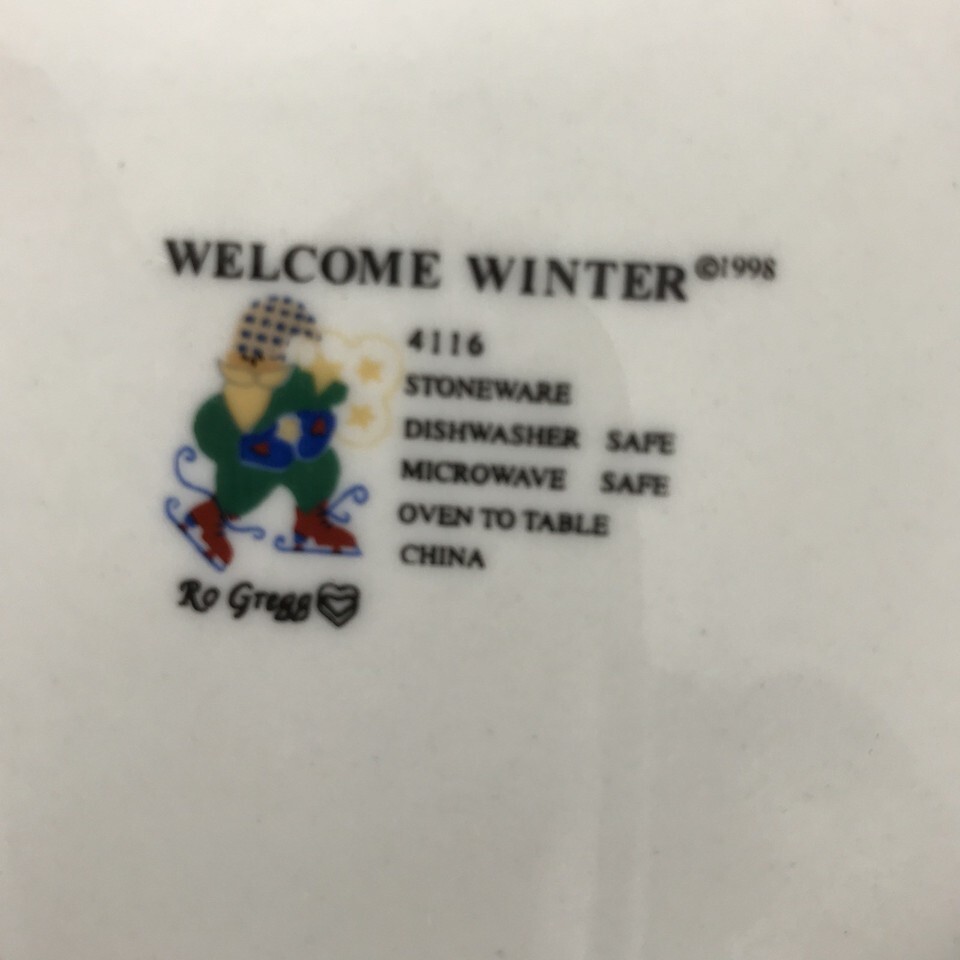 WELCOME WINTER ©1998
4116
STONEWARE
DISHWASHER SAFE
MICROWAVE SAFE
OVEN TO TABLE
CHINA
Ro Gregg